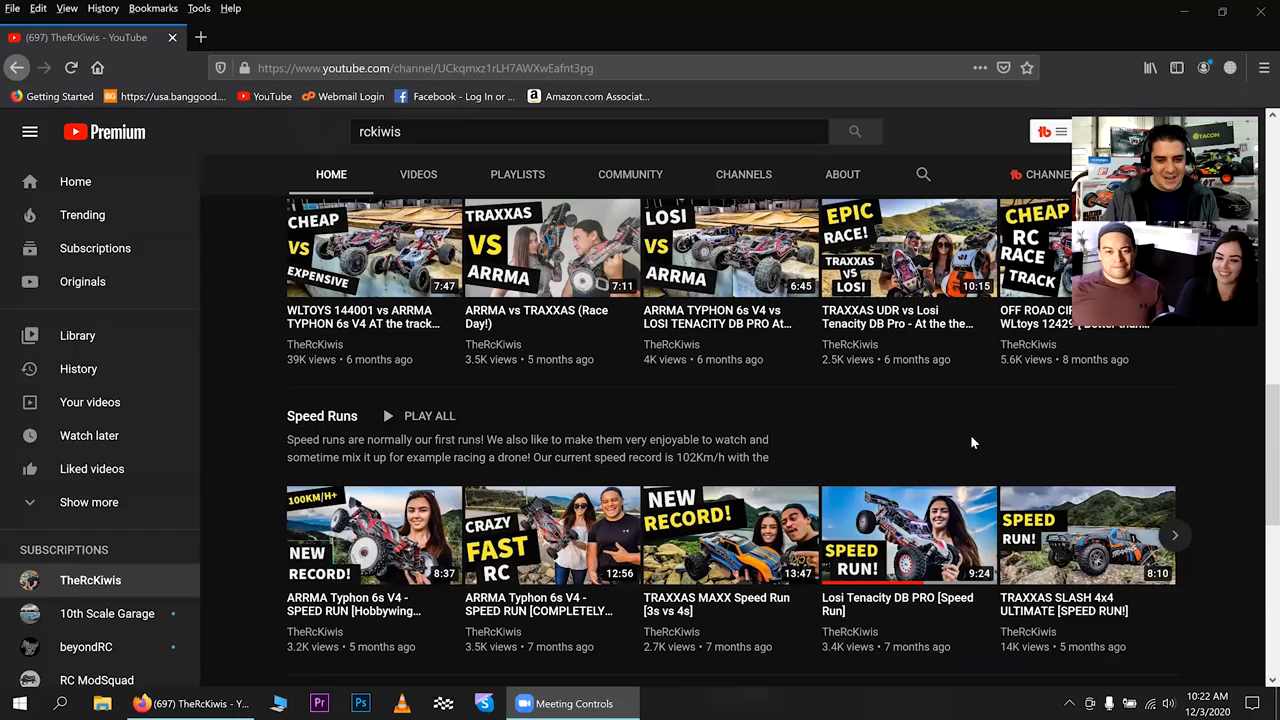 File Edit View History Bookmarks Tools Help
(697) TheRcKiwis - YouTube
https://www.youtube.com/channel/UCkqmxz1rLH7AWXwEafnt3pg
Getting Started https://usa.banggood.... YouTube Webmail Login Facebook - Log In or ... Amazon.com Associat...
Premium
rckiwis
tb
HOME VIDEOS PLAYLISTS COMMUNITY CHANNELS ABOUT
tb CHANNE
Home
Trending
Subscriptions
Originals
Library
History
Your videos
Watch later
Liked videos
Show more
SUBSCRIPTIONS
TheRcKiwis
10th Scale Garage
beyondRC
RC ModSquad
CHEAP
VS
EXPENSIVE
7:47
WLTOYS 144001 vs ARRMA
TYPHON 6s V4 AT the track...
TheRcKiwis
39K views • 6 months ago
TRAXXAS
VS
ARRMA
7:11
ARRMA vs TRAXXAS (Race
Day!)
TheRcKiwis
3.5K views • 5 months ago
LOSI
VS
ARRMA
6:45
ARRMA TYPHON 6S V4 vs
LOSI TENACITY DB PRO At...
TheRcKiwis
4K views • 6 months ago
EPIC
RACE!
TRAXXAS
VS
LOSI
10:15
TRAXXAS UDR vs Losi
Tenacity DB Pro - At the the...
TheRcKiwis
2.5K views • 6 months ago
CHEAP
RC
RACE
TRACK
OFF ROAD CI
WLtoys 12429
TheRcKiwis
5.6K views • 8 months ago
TACON
Speed Runs PLAY ALL
Speed runs are normally our first runs! We also like to make them very enjoyable to watch and
sometime mix it up for example racing a drone! Our current speed record is 102Km/h with the
100KM/H+
NEW
RECORD!
8:37
ARRMA Typhon 6s V4 -
SPEED RUN [Hobbywing...
TheRcKiwis
3.2K views • 5 months ago
CRAZY
FAST
RC
12:56
ARRMA Typhon 6s V4 -
SPEED RUN [COMPLETELY...
TheRcKiwis
3.5K views • 7 months ago
NEW
RECORD!
13:47
TRAXXAS MAXX Speed Run
[3s vs 4s]
TheRcKiwis
2.7K views • 7 months ago
SPEED
RUN!
9:24
Losi Tenacity DB PRO [Speed
Run]
TheRcKiwis
3.4K views • 7 months ago
SPEED
RUN!
8:10
TRAXXAS SLASH 4x4
ULTIMATE [SPEED RUN!]
TheRcKiwis
14K views • 5 months ago
(697) TheRcKiwis - Y...
Pr
Ps
Meeting Controls
10:22 AM
12/3/2020